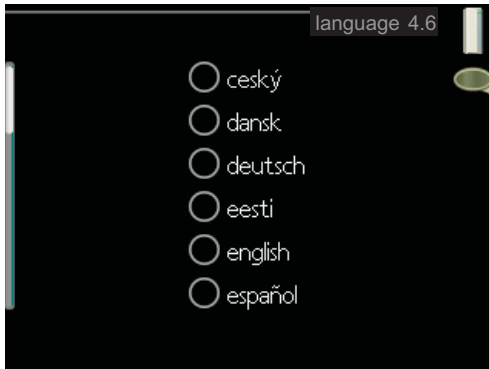 language 4.6
ceský
dansk
deutsch
eesti
english
español